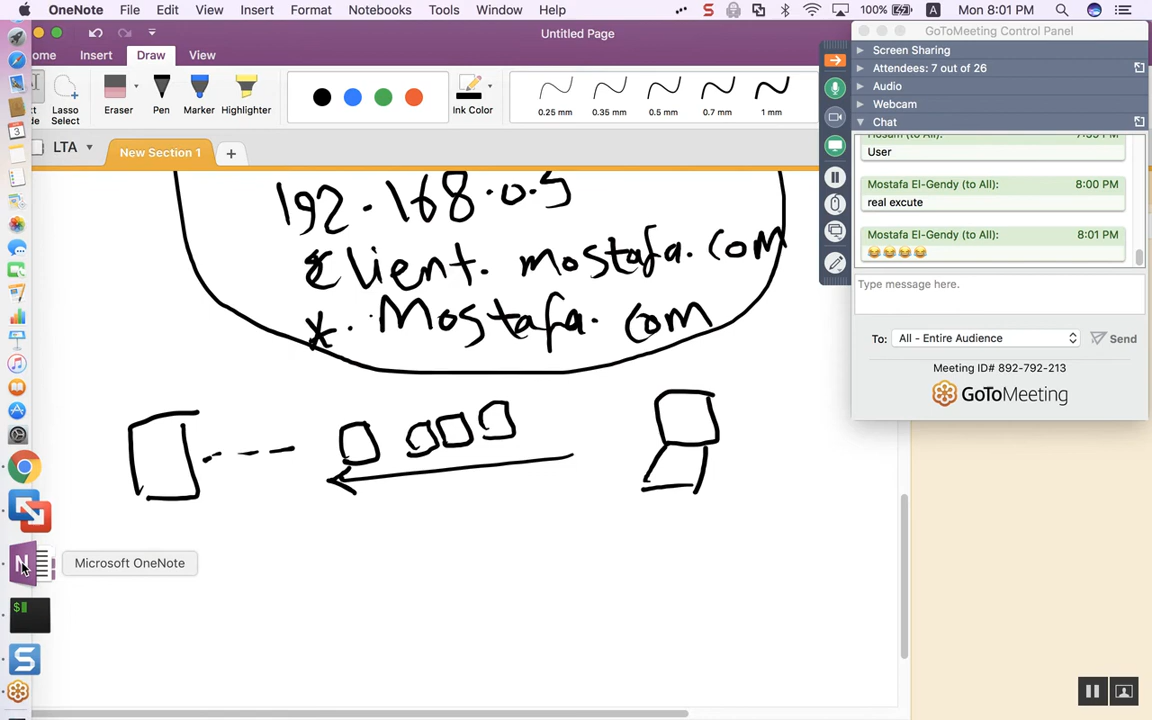 OneNote File Edit View Insert Format Notebooks Tools Window Help 100% A Mon 8:01 PM
Untitled Page
ome Insert Draw View
Lasso Select
Eraser
Pen
Marker
Highlighter
Ink Color
0.25 mm
0.35 mm
0.5 mm
0.7 mm
1 mm
LTA
New Section 1
192.168.0.5
client. mostafa.com
*. Mostafa. com
N
Microsoft OneNote
$
S
3
GoToMeeting Control Panel
Screen Sharing
Attendees: 7 out of 26
Audio
Webcam
Chat
User
Mostafa El-Gendy (to All): 8:00 PM
real excute
Mostafa El-Gendy (to All): 8:01 PM
😂😂😂😂
Type message here.
To: All - Entire Audience Send
Meeting ID# 892-792-213
GoToMeeting